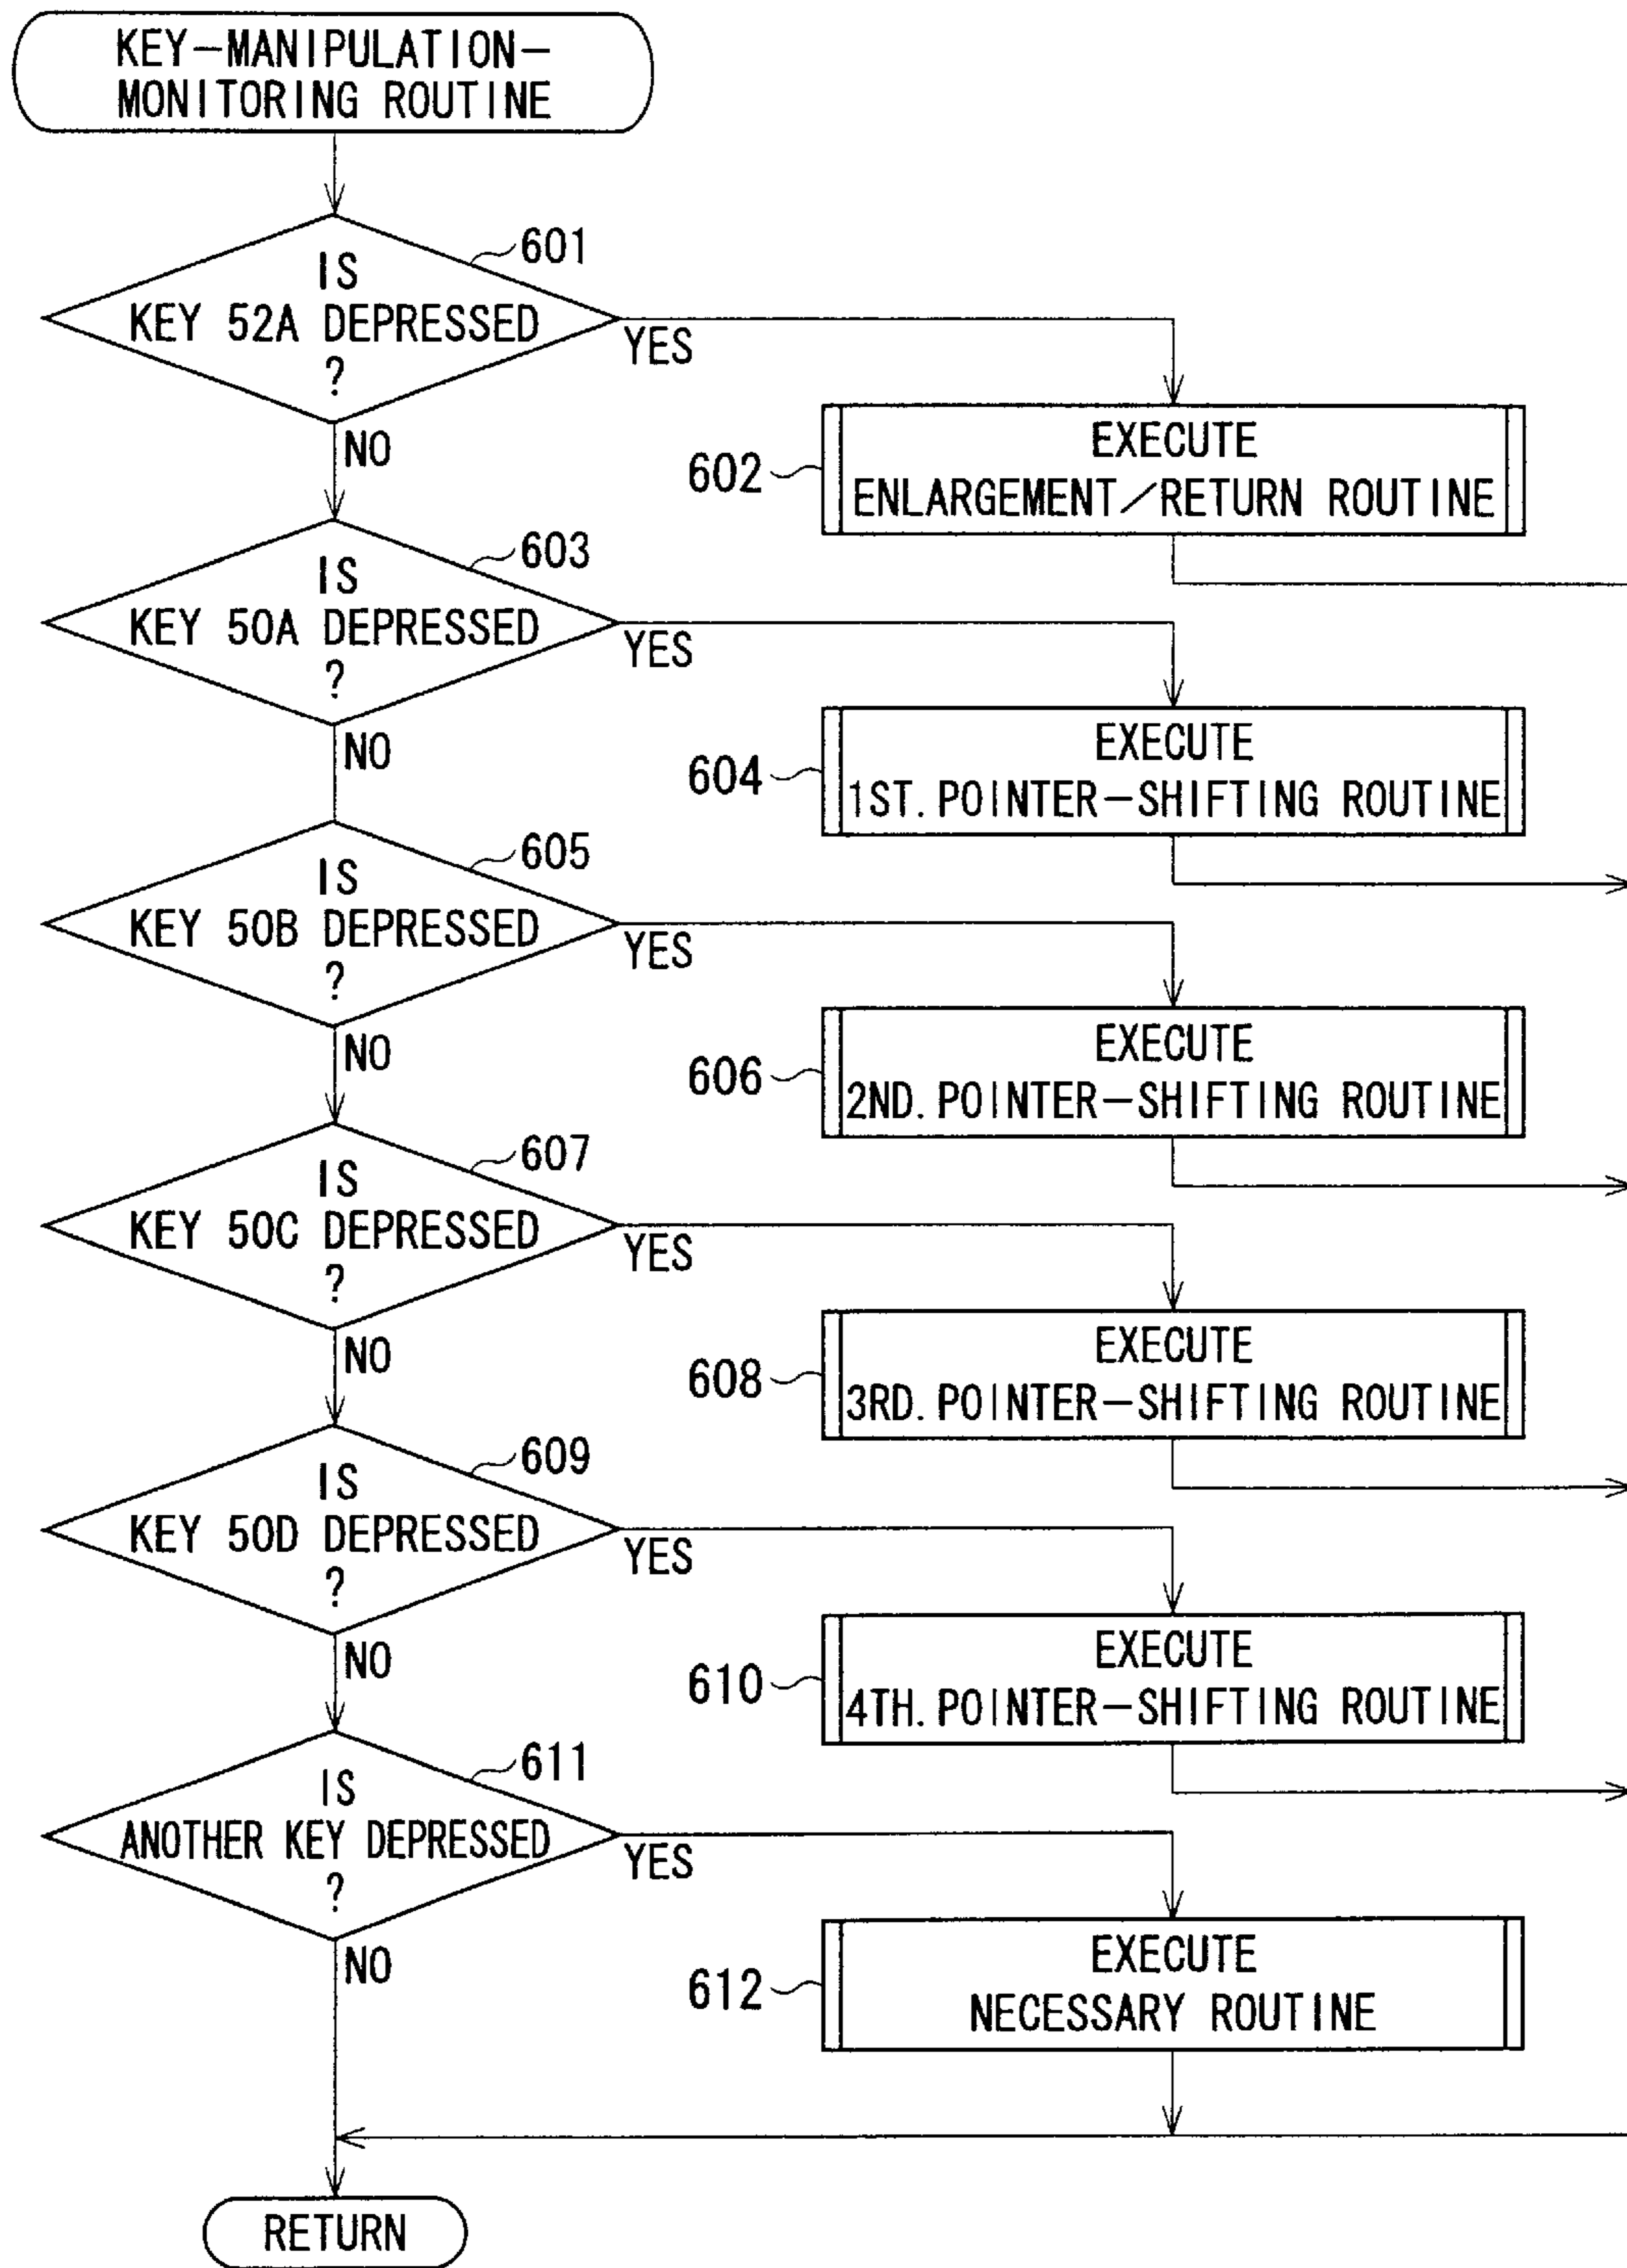 KEY-MANIPULATION-
MONITORING ROUTINE
601
IS
KEY 52A DEPRESSED
?
YES
NO
602
EXECUTE
ENLARGEMENT/RETURN ROUTINE
603
IS
KEY 50A DEPRESSED
?
YES
NO
604
EXECUTE
1ST. POINTER-SHIFTING ROUTINE
605
IS
KEY 50B DEPRESSED
?
YES
NO
606
EXECUTE
2ND. POINTER-SHIFTING ROUTINE
607
IS
KEY 50C DEPRESSED
?
YES
NO
608
EXECUTE
3RD. POINTER-SHIFTING ROUTINE
609
IS
KEY 50D DEPRESSED
?
YES
NO
610
EXECUTE
4TH. POINTER-SHIFTING ROUTINE
611
IS
ANOTHER KEY DEPRESSED
?
YES
NO
612
EXECUTE
NECESSARY ROUTINE
RETURN